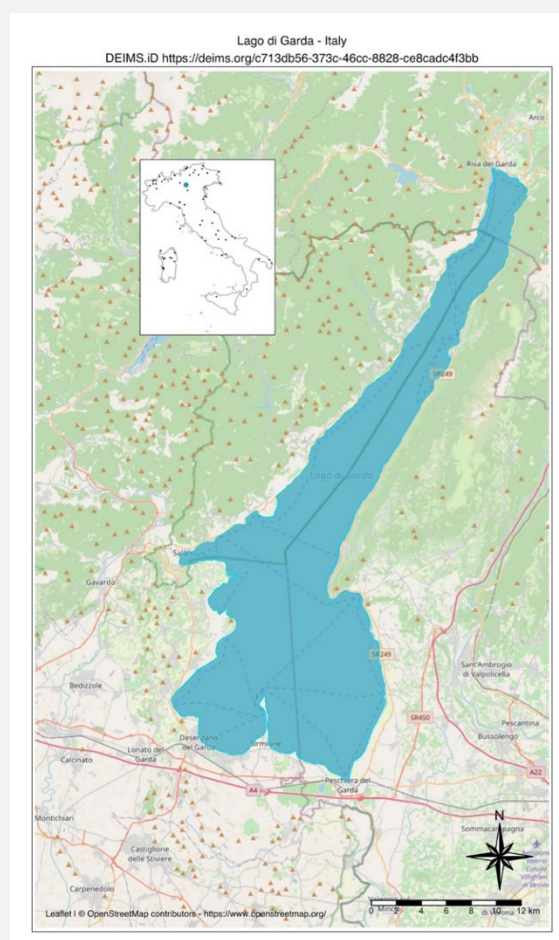 Lago di Garda - Italy
DEIMS.iD https://deims.org/c713db56-373c-46cc-8828-ce8cadc4f3bb
Arco
Riva del Garda
SR249
Lago di Garda
Salò
Gavardo
SR249
Sant'Ambrogio
di Valpolicella
Bedizzole
SR450
Pescantina
Bussolengo
Desenzano
del Garda
Sirmione
Lonato del
Garda
Calcinato
A22
Peschiera del
Garda
A4
Montichiari
N
Sommacampagna
Castiglione
delle Stiviere
Carpenedolo
0 2 4 6 8 10 12 km
di Verona
Leaflet | © OpenStreetMap contributors - https://www.openstreetmap.org/